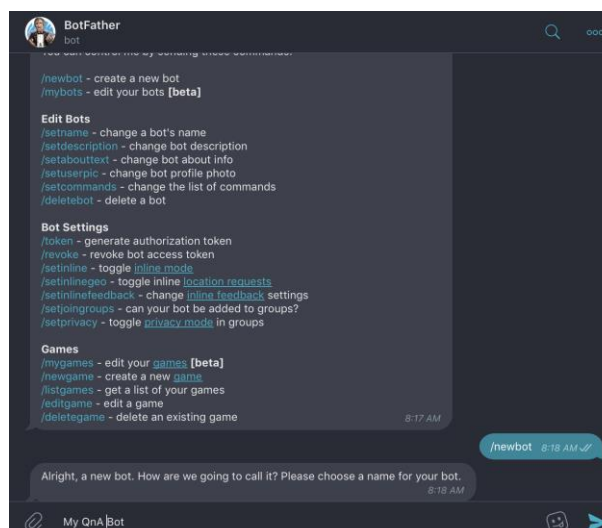 BotFather
bot
You can control me by sending these commands:
/newbot - create a new bot
/mybots - edit your bots [beta]
Edit Bots
/setname - change a bot's name
/setdescription - change bot description
/setabouttext - change bot about info
/setuserpic - change bot profile photo
/setcommands - change the list of commands
/deletebot - delete a bot
Bot Settings
/token - generate authorization token
/revoke - revoke bot access token
/setinline - toggle inline mode
/setinlinegeo - toggle inline location requests
/setinlinefeedback - change inline feedback settings
/setjoingroups - can your bot be added to groups?
/setprivacy - toggle privacy mode in groups
Games
/mygames - edit your games [beta]
/newgame - create a new game
/listgames - get a list of your games
/editgame - edit a game
/deletegame - delete an existing game 8:17 AM
/newbot 8:18 AM
Alright, a new bot. How are we going to call it? Please choose a name for your bot.
8:18 AM
My QnA Bot